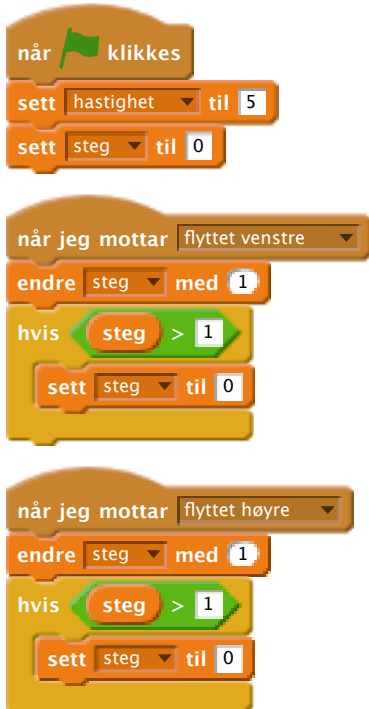 når klikkes
sett hastighet til 5
sett steg til 0
når jeg mottar flyttet venstre
endre steg med 1
hvis steg > 1
sett steg til 0
når jeg mottar flyttet høyre
endre steg med 1
hvis steg > 1
sett steg til 0